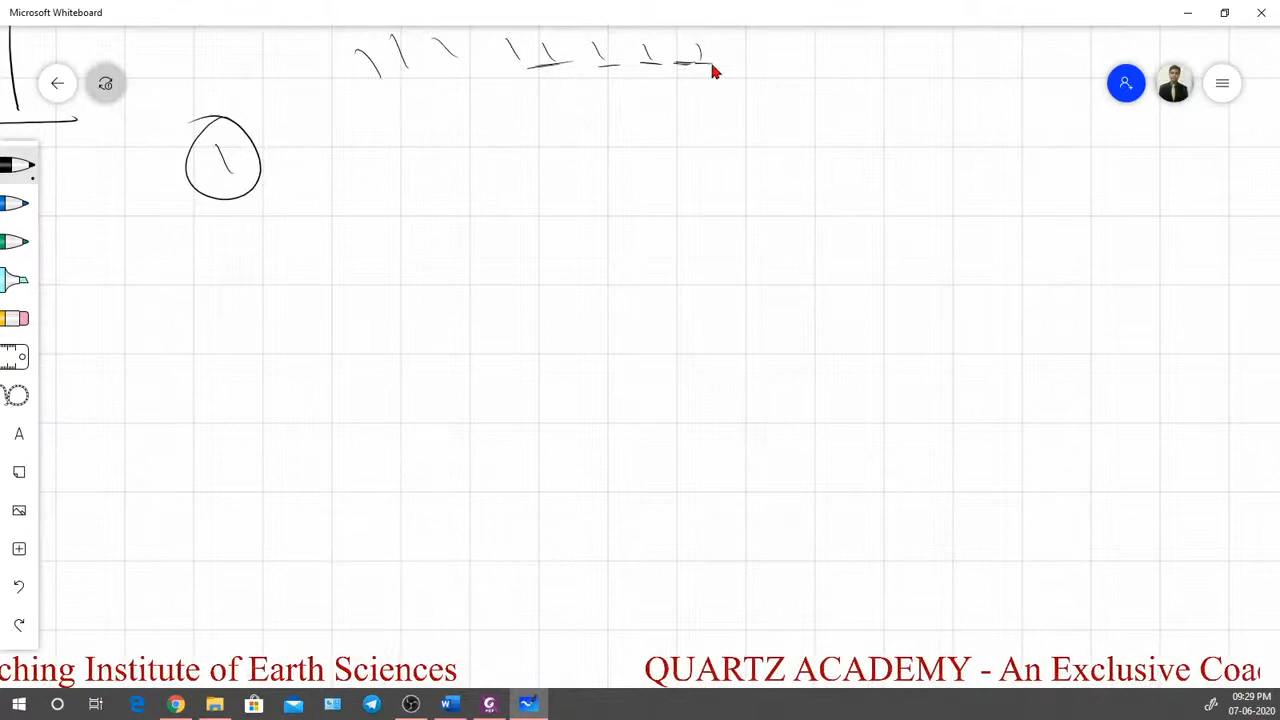 Microsoft Whiteboard
A
ching Institute of Earth Sciences QUARTZ ACADEMY - An Exclusive Coa
09:29 PM
07-06-2020